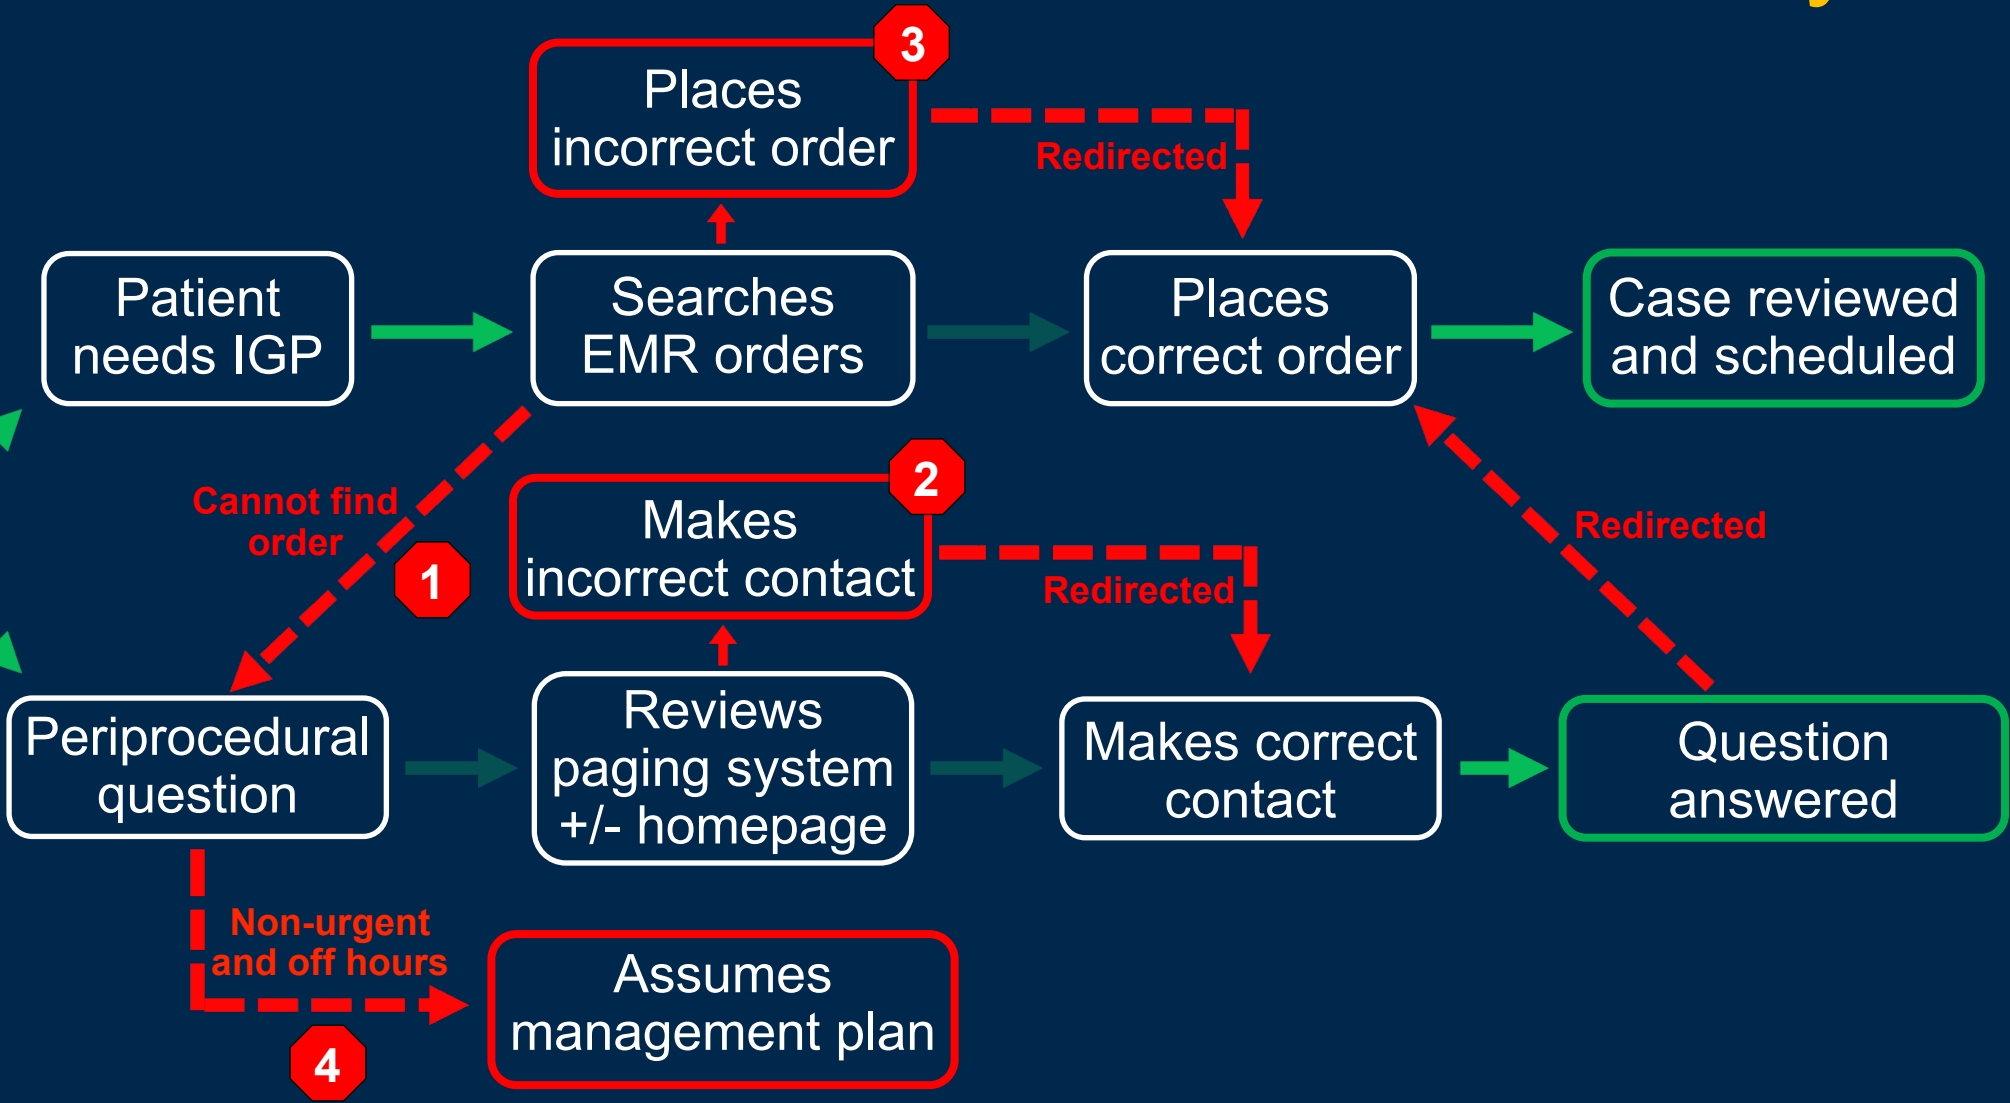 3
Places
incorrect order
Redirected
Patient
needs IGP
Searches
EMR orders
Places
correct order
Case reviewed
and scheduled
Cannot find
order
1
2
Makes
incorrect contact
Redirected
Redirected
Periprocedural
question
Reviews
paging system
+/- homepage
Makes correct
contact
Question
answered
Non-urgent
and off hours
4
Assumes
management plan